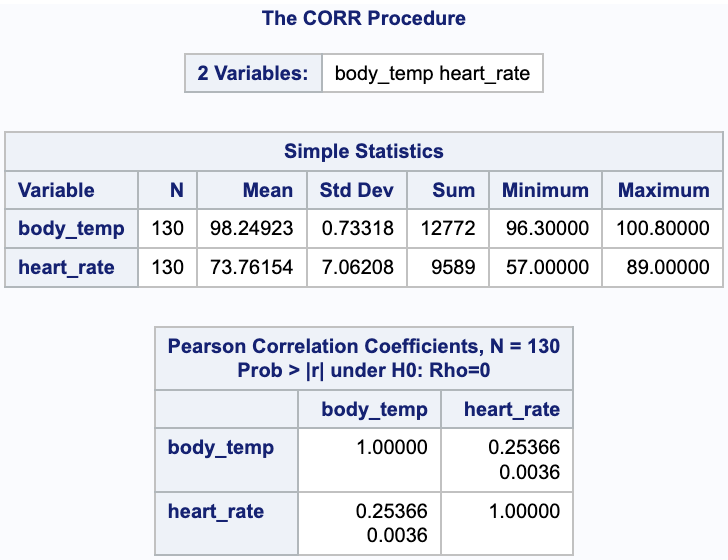 The CORR Procedure
2 Variables: body_temp heart_rate
Simple Statistics
Variable N Mean Std Dev Sum Minimum Maximum
body_temp 130 98.24923 0.73318 12772 96.30000 100.80000
heart_rate 130 73.76154 7.06208 9589 57.00000 89.00000
Pearson Correlation Coefficients, N = 130
Prob > |r| under H0: Rho=0
body_temp heart_rate
body_temp 1.00000 0.25366
0.0036
heart_rate 0.25366 1.00000
0.0036